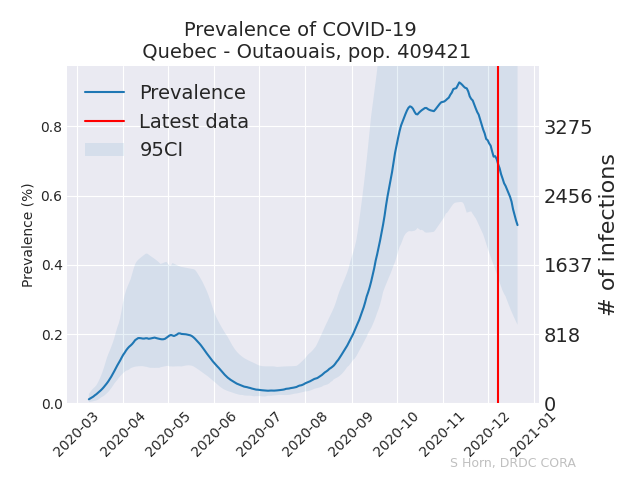 Prevalence of COVID-19
Quebec - Outaouais, pop. 409421
Prevalence
Latest data
95CI
Prevalence (%)
0.8
0.6
0.4
0.2
0.0
3275
2456
1637
818
0
# of infections
2020-03
2020-04
2020-05
2020-06
2020-07
2020-08
2020-09
2020-10
2020-11
2020-12
2021-01
S Horn, DRDC CORA